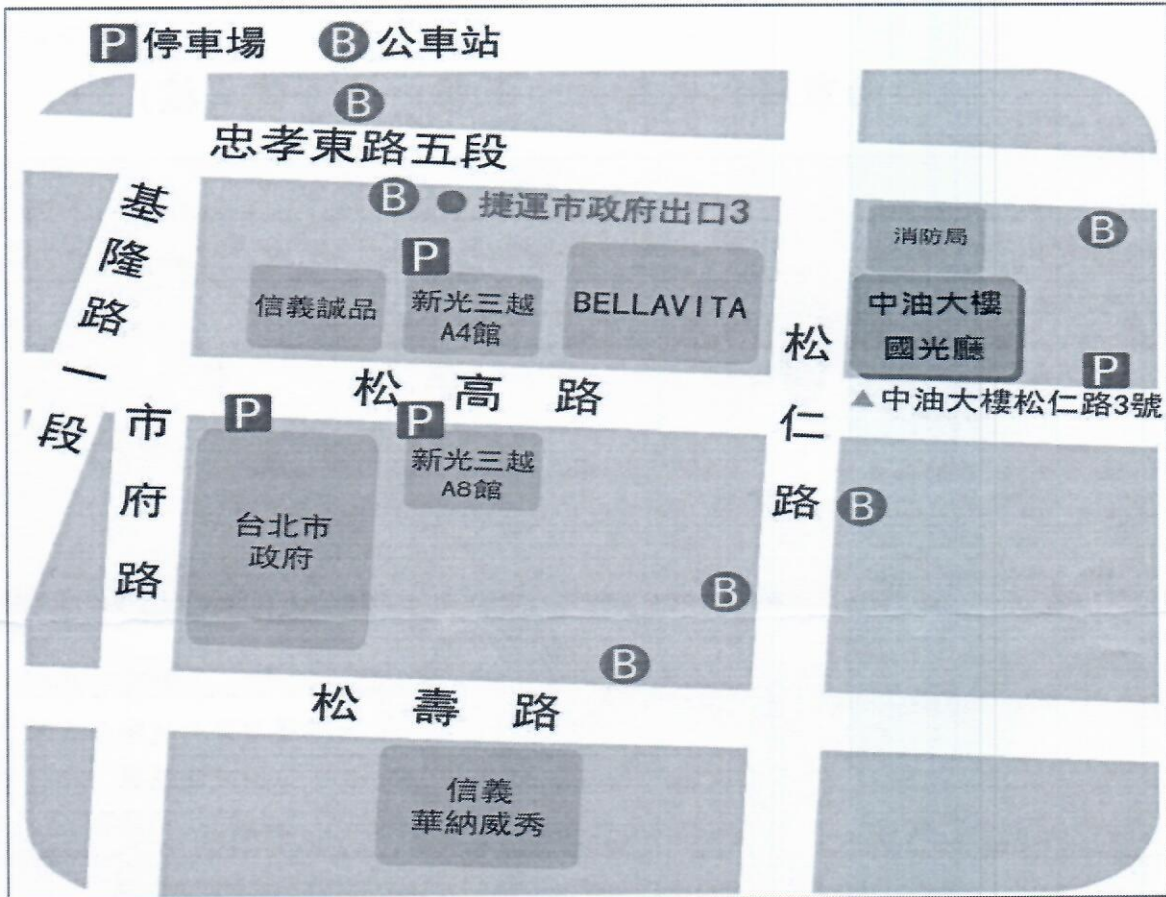 P 停車場 B 公車站
B
忠孝東路五段
基隆路一段
B ● 捷運市政府出口3
消防局
B
P
信義誠品
新光三越
A4館
BELLAVITA
中油大樓
國光廳
P
▲中油大樓松仁路3號
松高路
松仁路
市府路
P
P
新光三越
A8館
台北市
政府
B
B
B
松壽路
信義
華納威秀